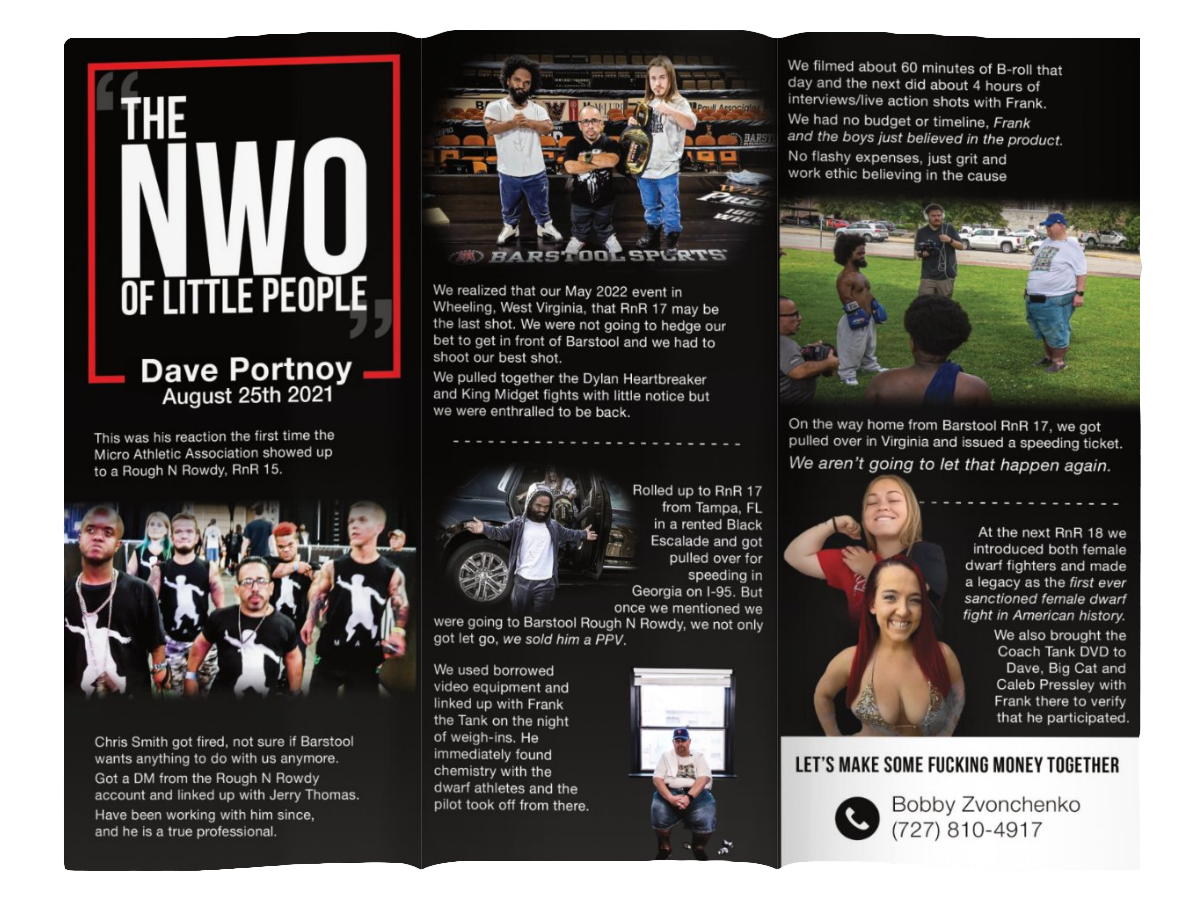 “
THE
NWO
OF LITTLE PEOPLE
”
Dave Portnoy
August 25th 2021
This was his reaction the first time the
Micro Athletic Association showed up
to a Rough N Rowdy, RnR 15.
Chris Smith got fired, not sure if Barstool
wants anything to do with us anymore.
Got a DM from the Rough N Rowdy
account and linked up with Jerry Thomas.
Have been working with him since,
and he is a true professional.
BARSTOOL SPORTS
We realized that our May 2022 event in
Wheeling, West Virginia, that RnR 17 may be
the last shot. We were not going to hedge our
bet to get in front of Barstool and we had to
shoot our best shot.
We pulled together the Dylan Heartbreaker
and King Midget fights with little notice but
we were enthralled to be back.
Rolled up to RnR 17
from Tampa, FL
in a rented Black
Escalade and got
pulled over for
speeding in
Georgia on I-95. But
once we mentioned we
were going to Barstool Rough N Rowdy, we not only
got let go, we sold him a PPV.
We used borrowed
video equipment and
linked up with Frank
the Tank on the night
of weigh-ins. He
immediately found
chemistry with the
dwarf athletes and the
pilot took off from there.
We filmed about 60 minutes of B-roll that
day and the next did about 4 hours of
interviews/live action shots with Frank.
We had no budget or timeline, Frank
and the boys just believed in the product.
No flashy expenses, just grit and
work ethic believing in the cause
On the way home from Barstool RnR 17, we got
pulled over in Virginia and issued a speeding ticket.
We aren’t going to let that happen again.
At the next RnR 18 we
introduced both female
dwarf fighters and made
a legacy as the first ever
sanctioned female dwarf
fight in American history.
We also brought the
Coach Tank DVD to
Dave, Big Cat and
Caleb Pressley with
Frank there to verify
that he participated.
LET’S MAKE SOME FUCKING MONEY TOGETHER
Bobby Zvonchenko
(727) 810-4917